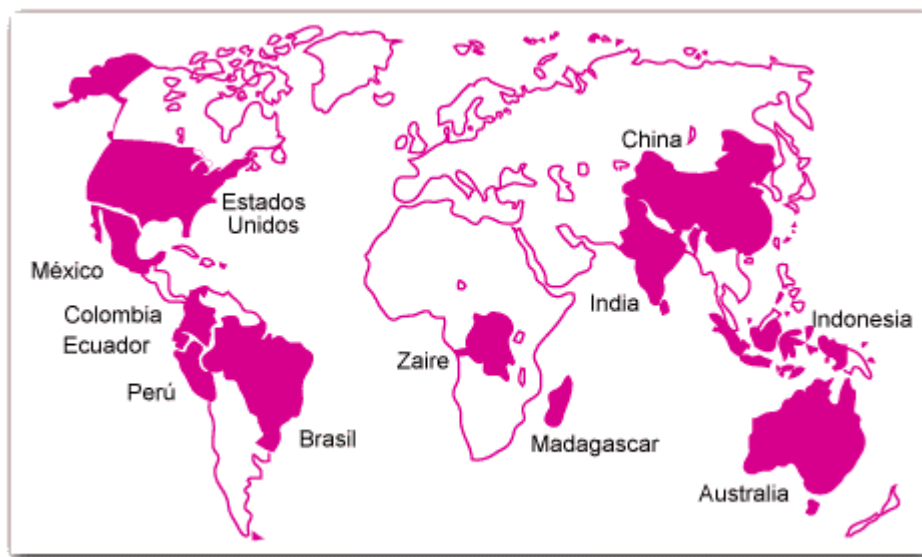 China
Estados
Unidos
México
Colombia
Ecuador
Perú
Brasil
Zaire
Madagascar
India
Indonesia
Australia